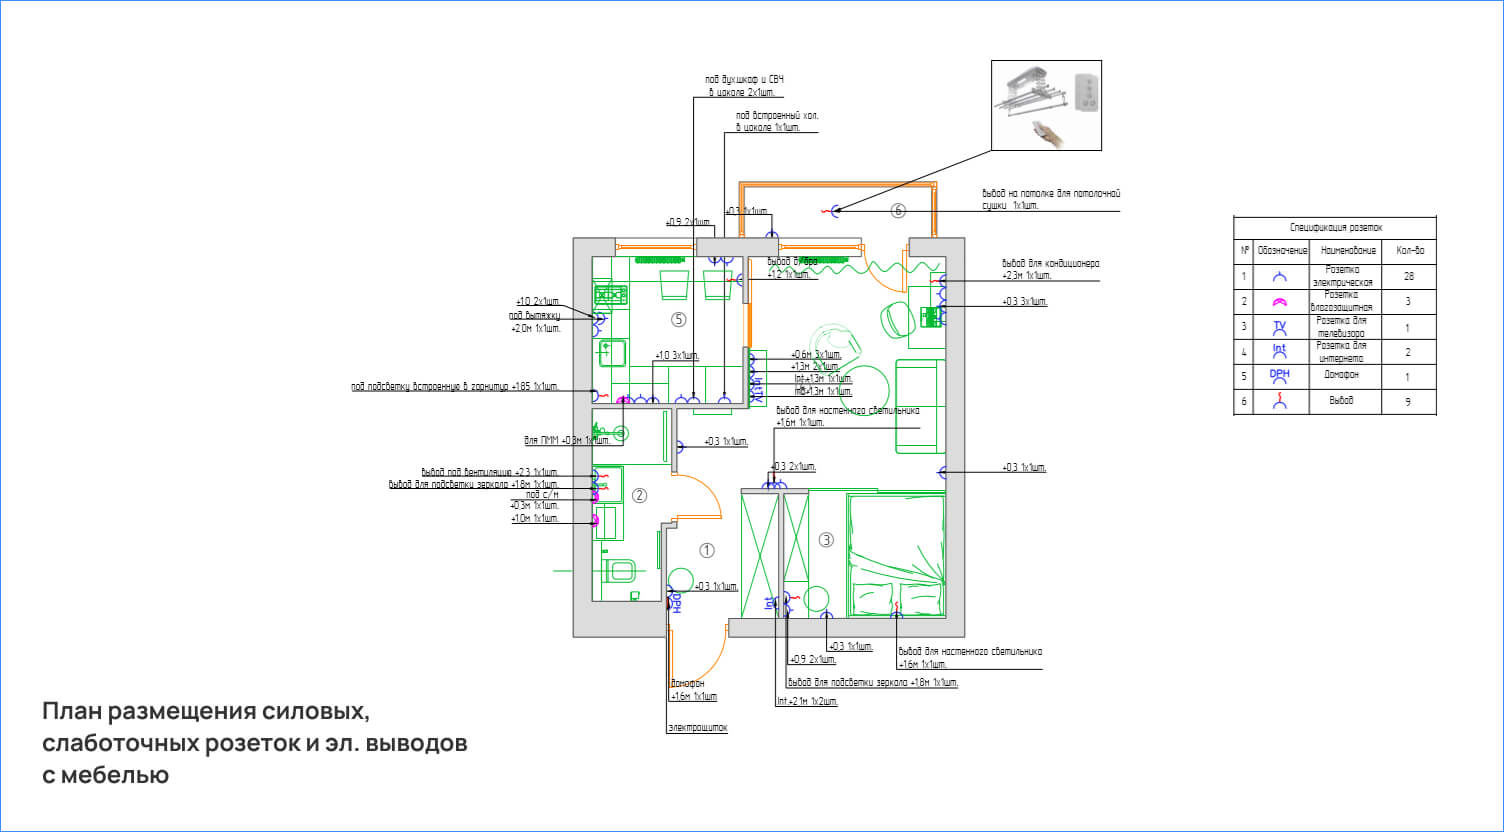 под дух.шкаф и СВЧ
в цоколе 2х1шт.
под встроенный хол.
в цоколе 1х1шт.
вывод на потолке для потолочной
сушки 1х1шт.
+0,3 1х1шт.
+0,9 2х1шт.
6
вывод для кондиционера
+2,3м 1х1шт.
вывод д/бра
+1,2 1х1шт.
+1,0 2х1шт.
под вытяжку
+2,0м 1х1шт.
+0,3 3х1шт.
5
+1,0 3х1шт.
+0,6м 3х1шт.
+1,3м 2х1шт.
Int+1,3м 1х1шт.
тв+1,3м 1х1шт.
Int
TV
под подсветку встроенную в гарнитур +1,85 1х1шт.
вывод для настенного светильника
+1,6м 1х1шт.
для ПММ +0,3м 1х1шт.
+0,3 1х1шт.
+0,3 2х1шт.
+0,3 1х1шт.
вывод под вентиляцию +2,3 1х1шт.
вывод для подсветки зеркала +1,8м 1х1шт.
под с/м
+0,3м 1х1шт.
+1,0м 1х1шт.
2
1
3
+0,3 1х1шт.
DPH
Int
+0,3 1х1шт.
+0,9 2х1шт.
вывод для настенного светильника
+1,6м 1х1шт.
вывод для подсветки зеркала +1,8м 1х1шт.
домофон
+1,6м 1х1шт
Int.+2,1м 1х2шт.
электрощиток
Спецификация розеток
№ Обозначение Наименование Кол-во
1 Розетка электрическая 28
2 Розетка влагозащитная 3
3 TV Розетка для телевизора 1
4 Int Розетка для интернета 2
5 DPH Домофон 1
6 Вывод 9
План размещения силовых,
слаботочных розеток и эл. выводов
с мебелью